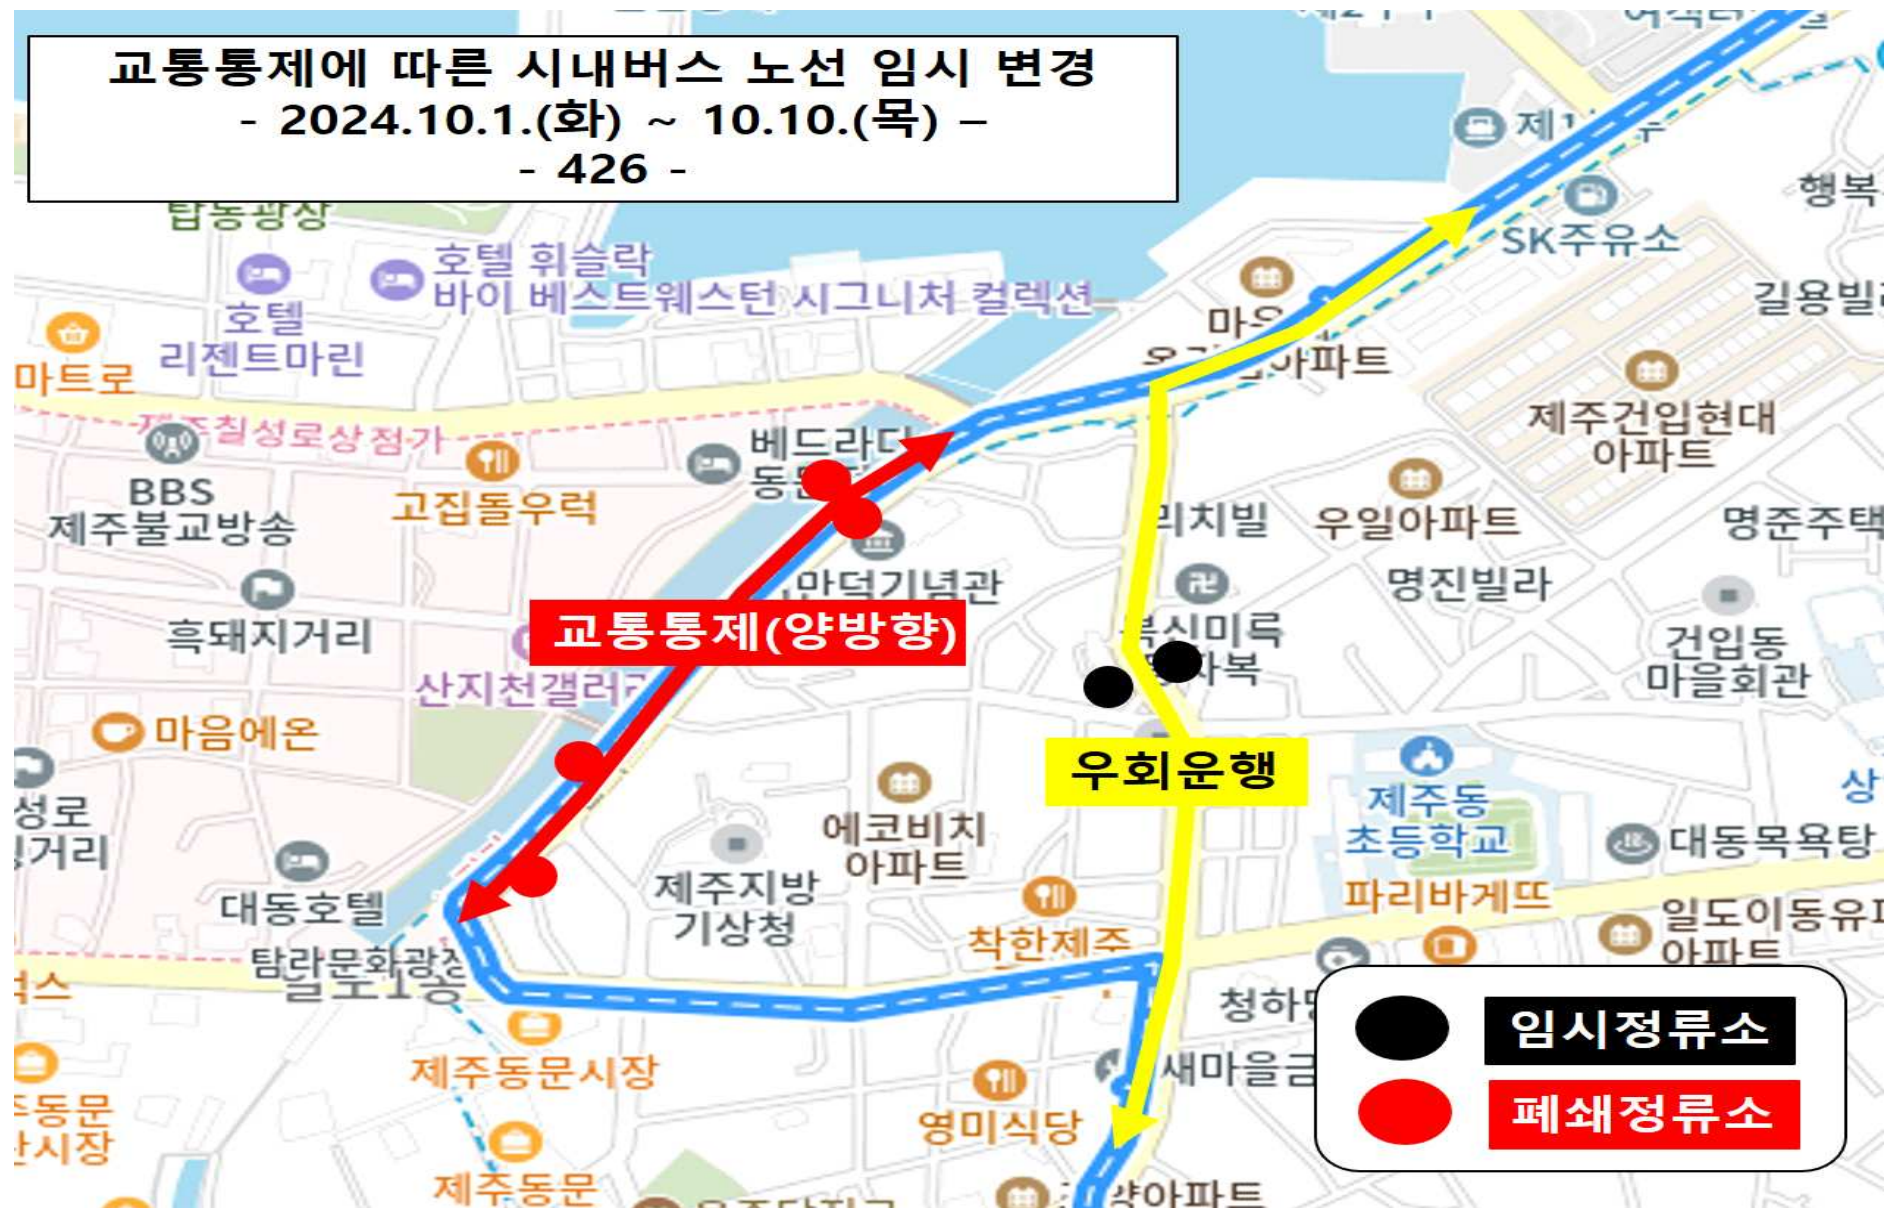 교통통제에 따른 시내버스 노선 임시 변경
- 2024.10.1.(화) ~ 10.10.(목) –
- 426 -
탑동광장
호텔 휘슬락
바이 베스트웨스턴 시그니처 컬렉션
호텔
리젠트마린
마트로
SK주유소
행복
제주칠성로상점가
베드라디
BBS
제주불교방송
고집돌우럭
아파트
제주건입현대
아파트
리치빌
우일아파트
명준주택
만덕기념관
명진빌라
흑돼지거리
교통통제(양방향)
산지천갤러리
건입동
마을회관
마음에온
우회운행
성로
거리
에코비치
아파트
제주동
초등학교
상
대동목욕탕
대동호텔
제주지방
기상청
착한제주
파리바게뜨
일도이동유
아파트
탐라문화광장
청하
임시정류소
제주동문시장
새마을금
영미식당
폐쇄정류소
동문
시장
제주동문
아파트